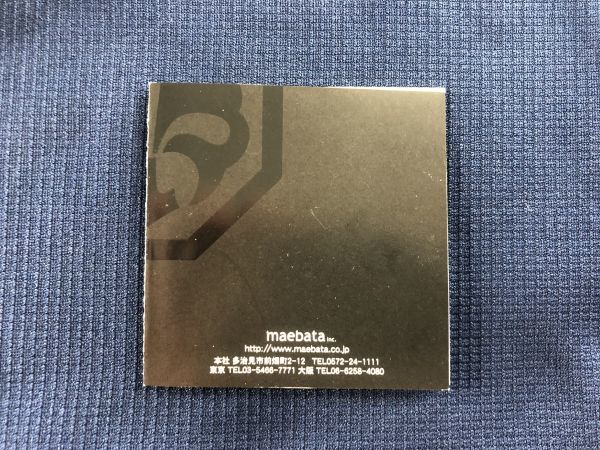 maebata inc.
http://www.maebata.co.jp
本社 多治見市前畑町2-12 TEL0572-24-1111
東京 TEL03-5466-7771 大阪 TEL06-6258-4080